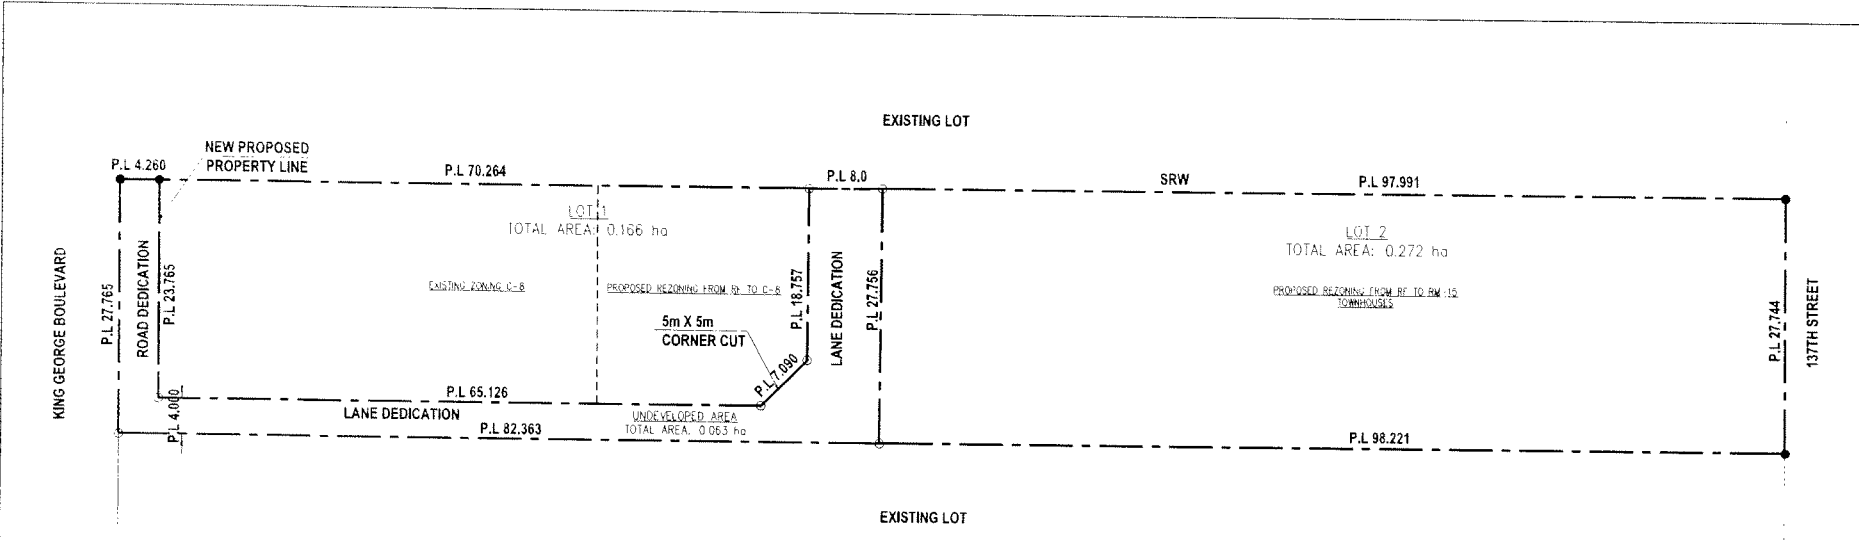 EXISTING LOT
NEW PROPOSED
PROPERTY LINE
P.L 4.260
P.L 70.264
P.L 8.0
SRW
P.L 97.991
LOT 1
TOTAL AREA: 0.166 ha
LOT 2
TOTAL AREA: 0.272 ha
KING GEORGE BOULEVARD
P.L 27.765
ROAD DEDICATION
P.L 23.765
EXISTING ZONING C-8
PROPOSED REZONING FROM RF TO C-8
P.L 18.757
LANE DEDICATION
P.L 27.756
PROPOSED REZONING FROM RF TO RM-15
TOWNHOUSES
P.L 27.744
137TH STREET
5m X 5m
CORNER CUT
P.L 7.090
P.L 4.000
P.L 65.126
LANE DEDICATION
UNDEVELOPED AREA
TOTAL AREA. 0.063 ha
P.L 82.363
P.L 98.221
EXISTING LOT